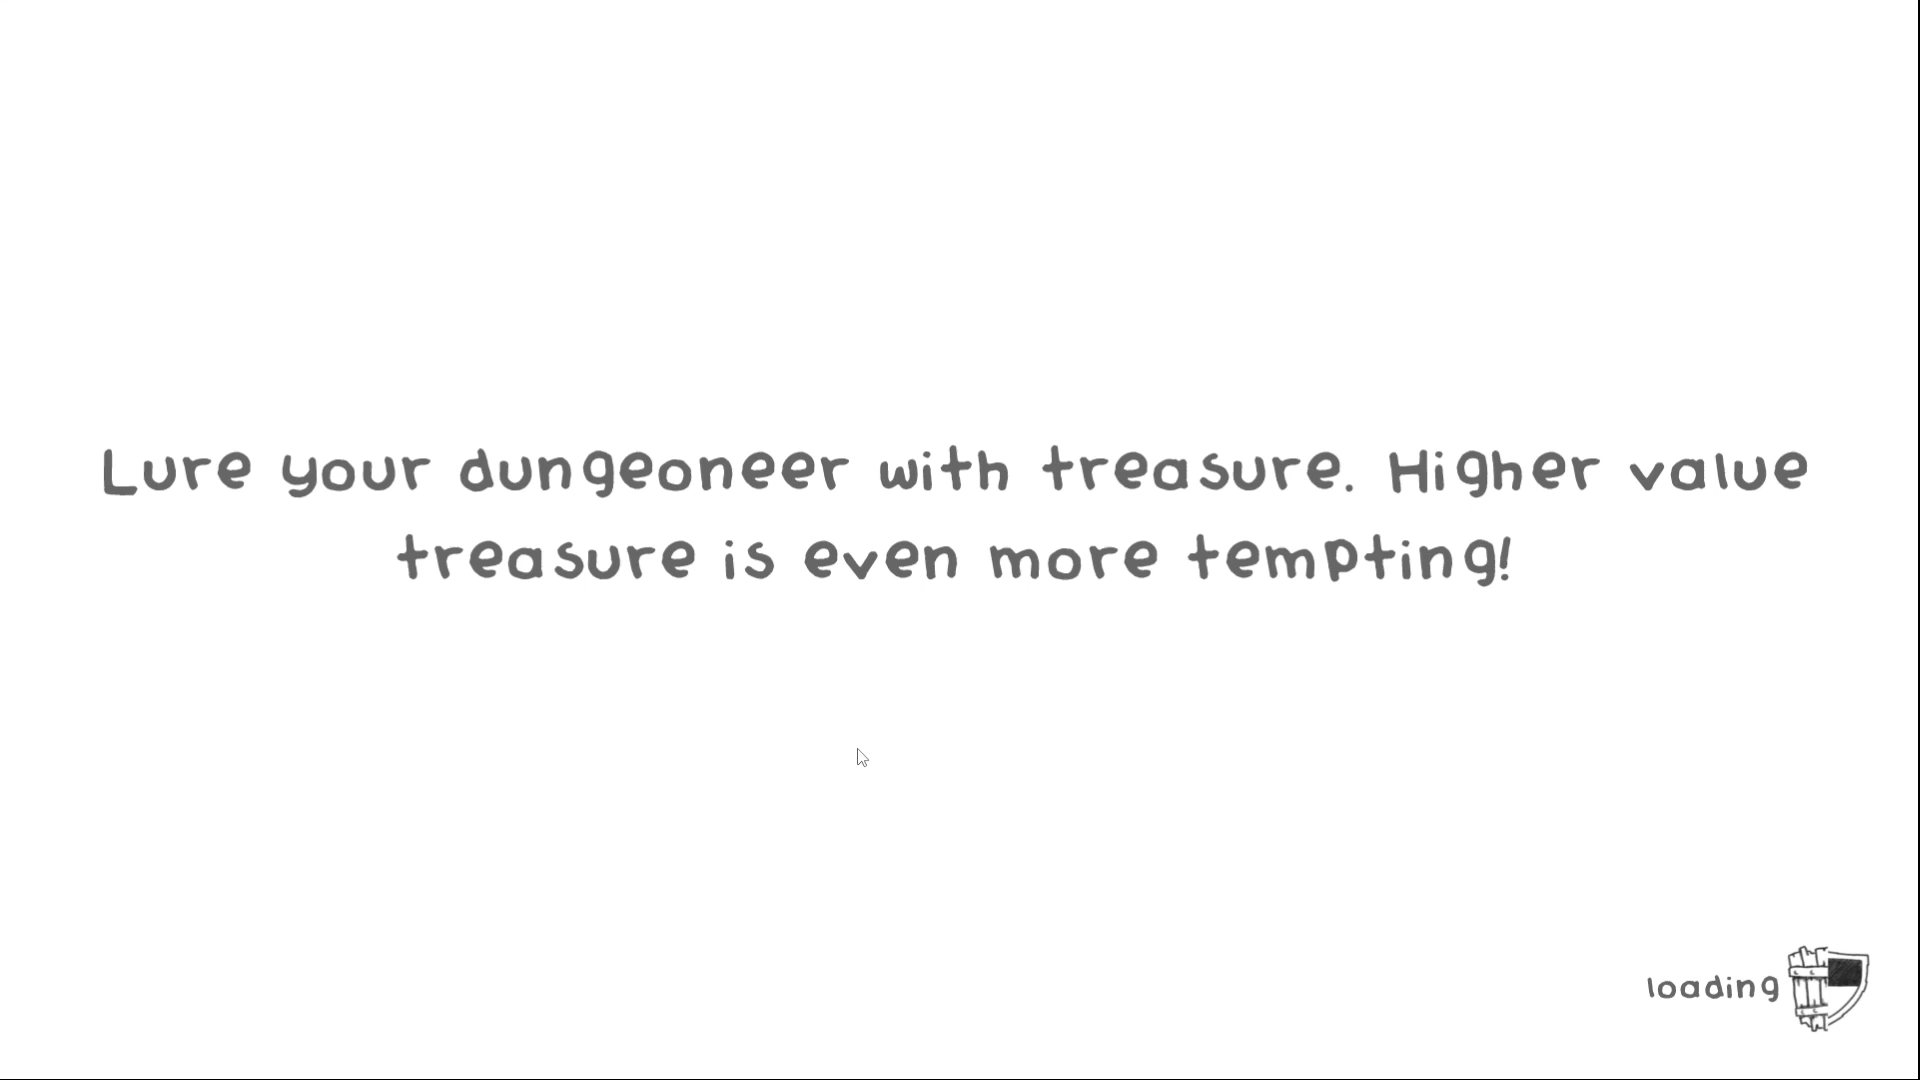 Lure your dungeoneer with treasure. Higher value
treasure is even more tempting!
loading